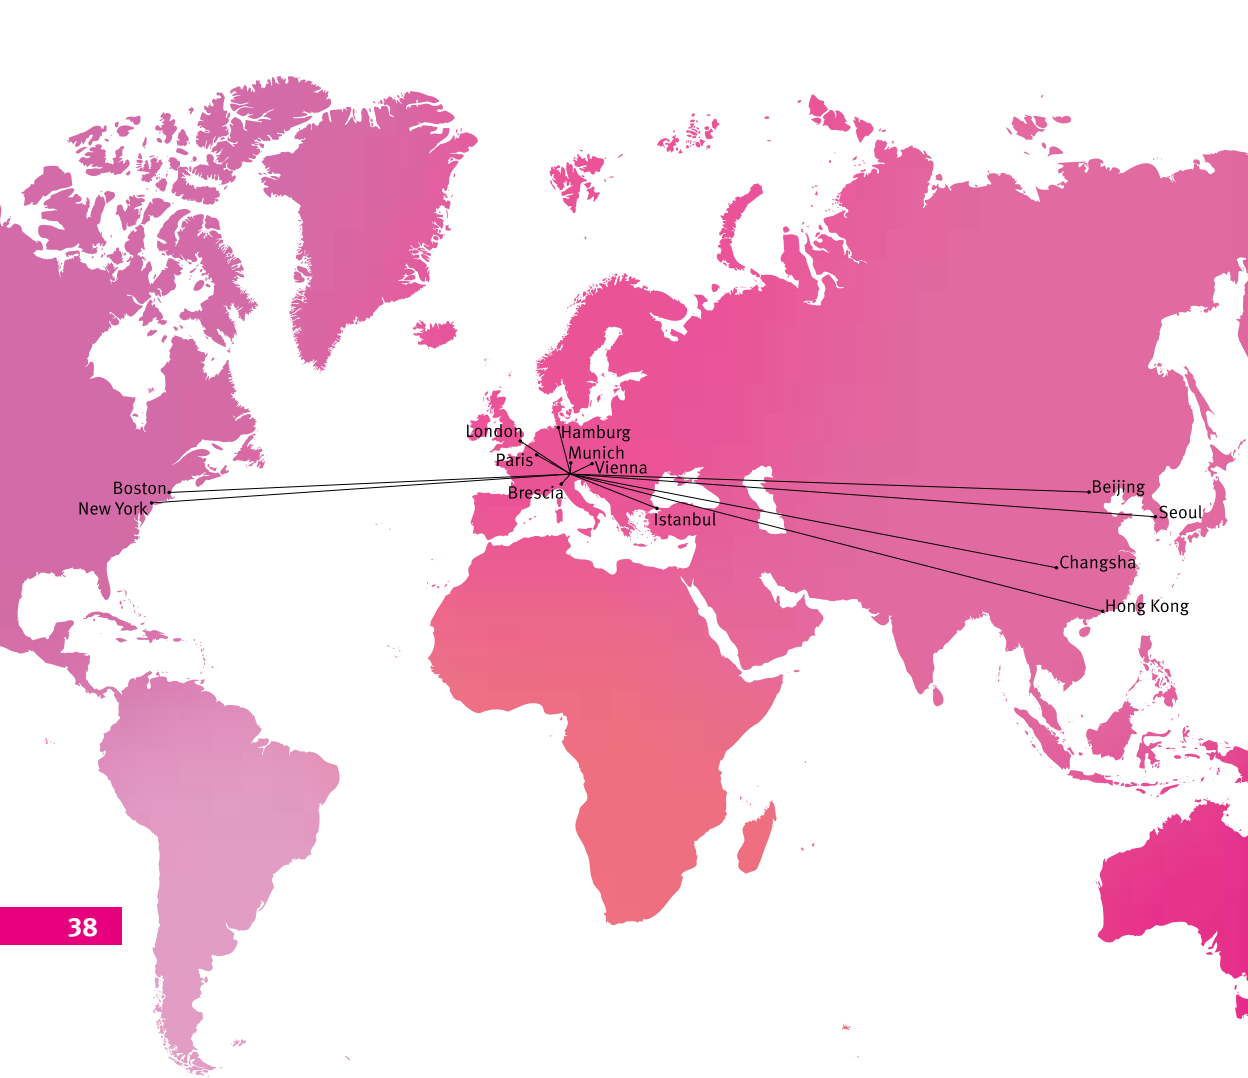 London
Hamburg
Munich
Paris
Vienna
Boston
Brescia
Beijing
New York
Istanbul
Seoul
Changsha
Hong Kong
38